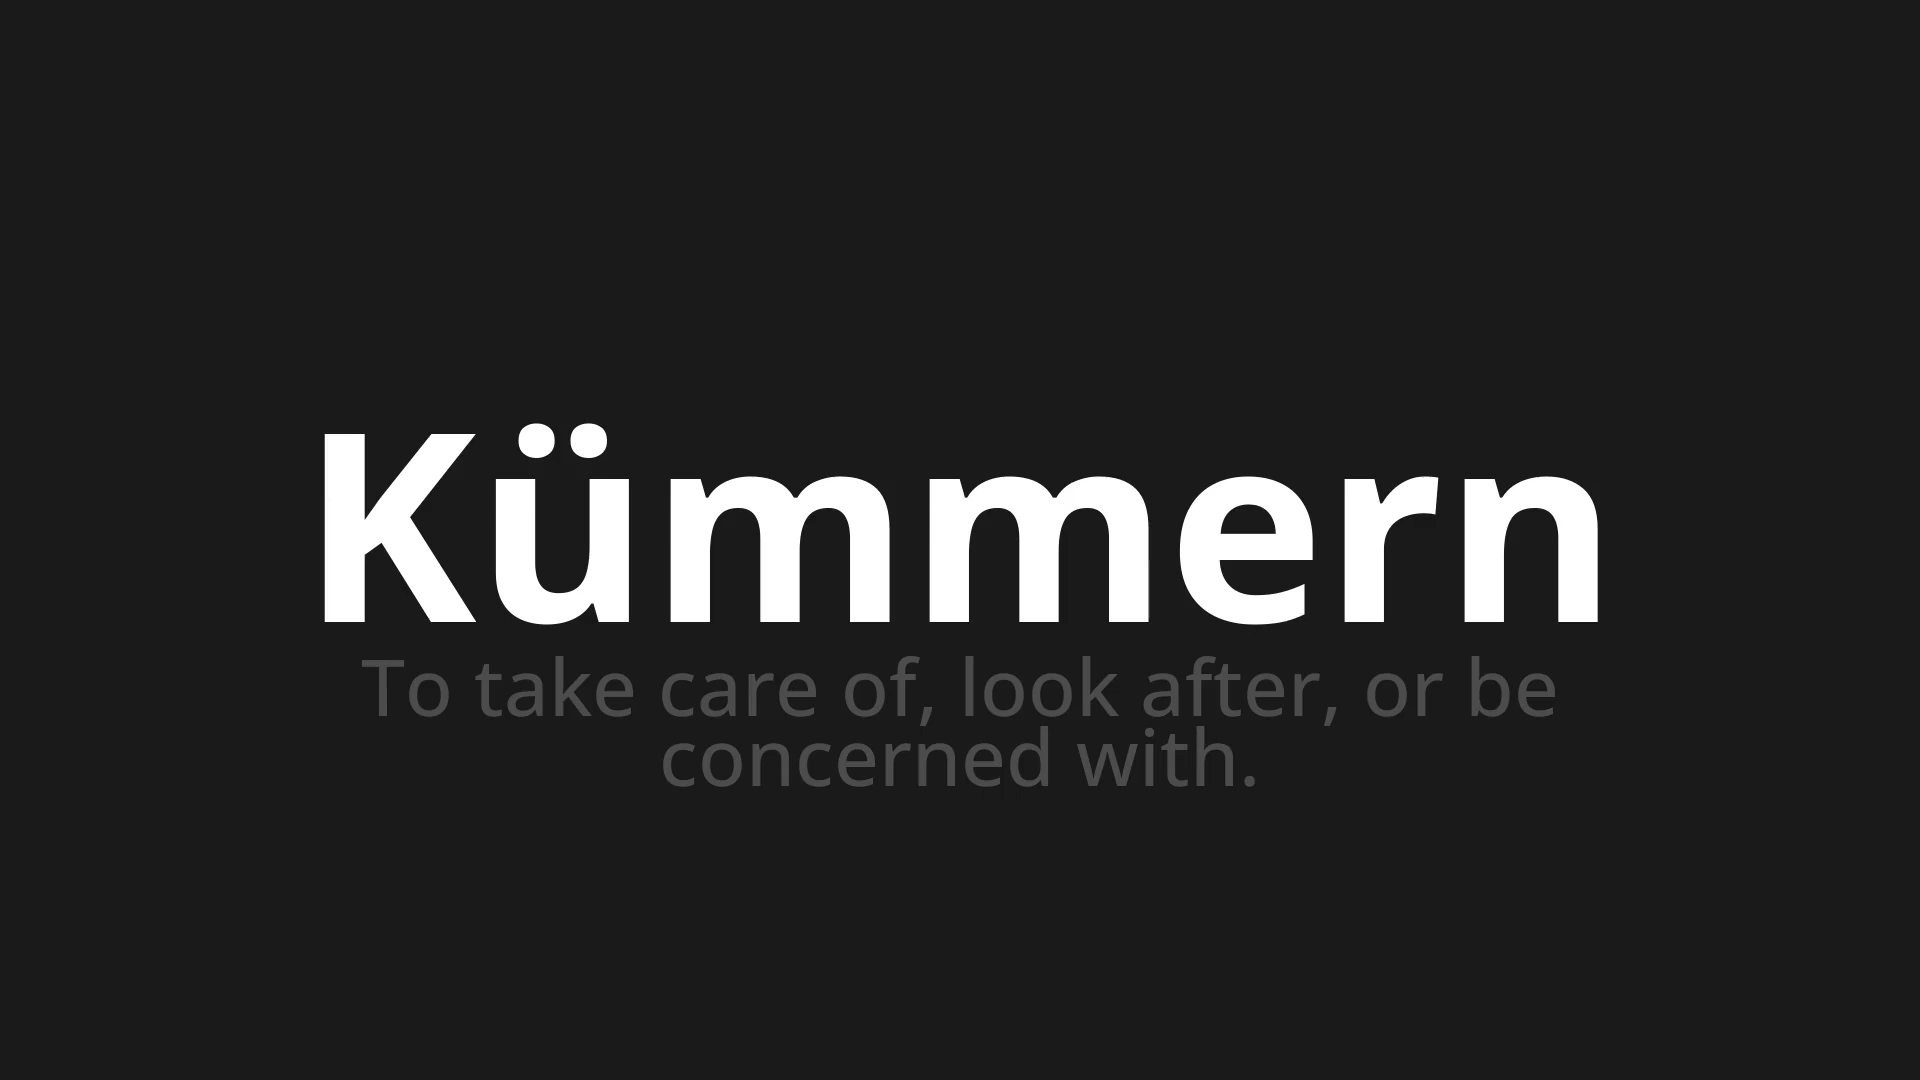 Kümmern
To take care of, look after, or be
concerned with.